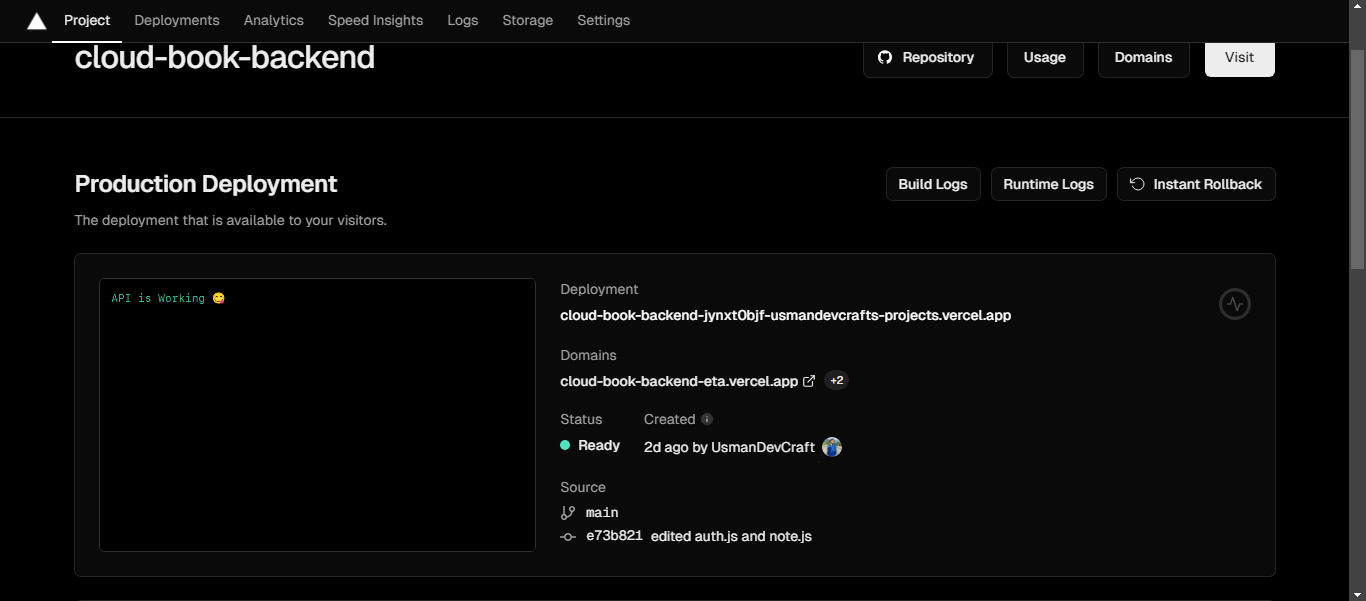 Project Deployments Analytics Speed Insights Logs Storage Settings
cloud-book-backend
Repository Usage Domains Visit
Production Deployment
Build Logs Runtime Logs Instant Rollback
The deployment that is available to your visitors.
API is Working 😋
Deployment
cloud-book-backend-jynxt0bjf-usmandevcrafts-projects.vercel.app
Domains
cloud-book-backend-eta.vercel.app +2
Status Created
Ready 2d ago by UsmanDevCraft
Source
main
e73b821 edited auth.js and note.js